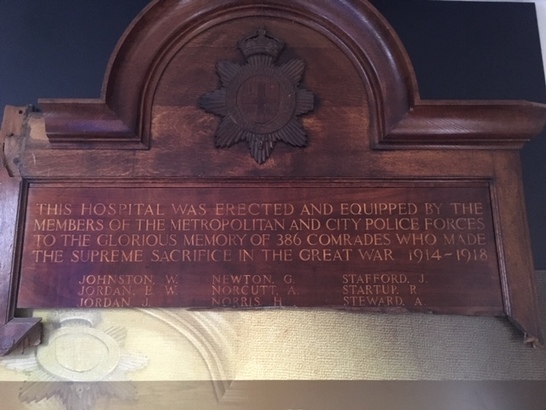 THIS HOSPITAL WAS ERECTED AND EQUIPPED BY THE
MEMBERS OF THE METROPOLITAN AND CITY POLICE FORCES
TO THE GLORIOUS MEMORY OF 386 COMRADES WHO MADE
THE SUPREME SACRIFICE IN THE GREAT WAR 1914~1918
JOHNSTON. W. NEWTON. G. STAFFORD. J.
JORDAN. E. W. NORCUTT. A. STARTUP. R.
JORDAN. J. NORRIS. H. STEWARD. A.